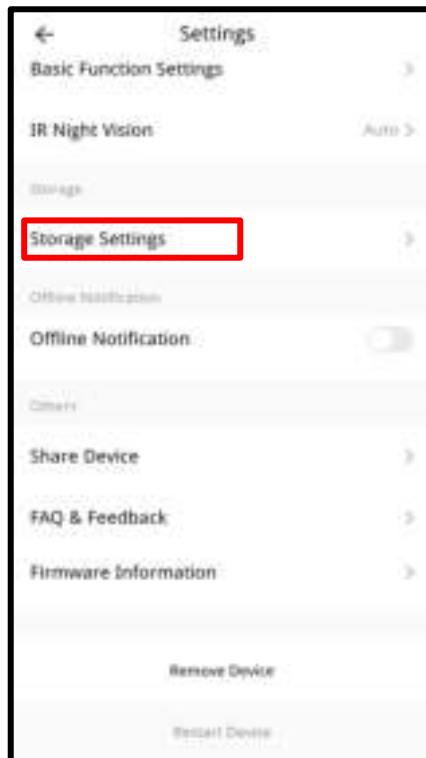 Settings
Basic Function Settings
IR Night Vision
Auto
Storage
Storage Settings
Offline Notification
Offline Notification
Others
Share Device
FAQ & Feedback
Firmware Information
Remove Device
Restart Device